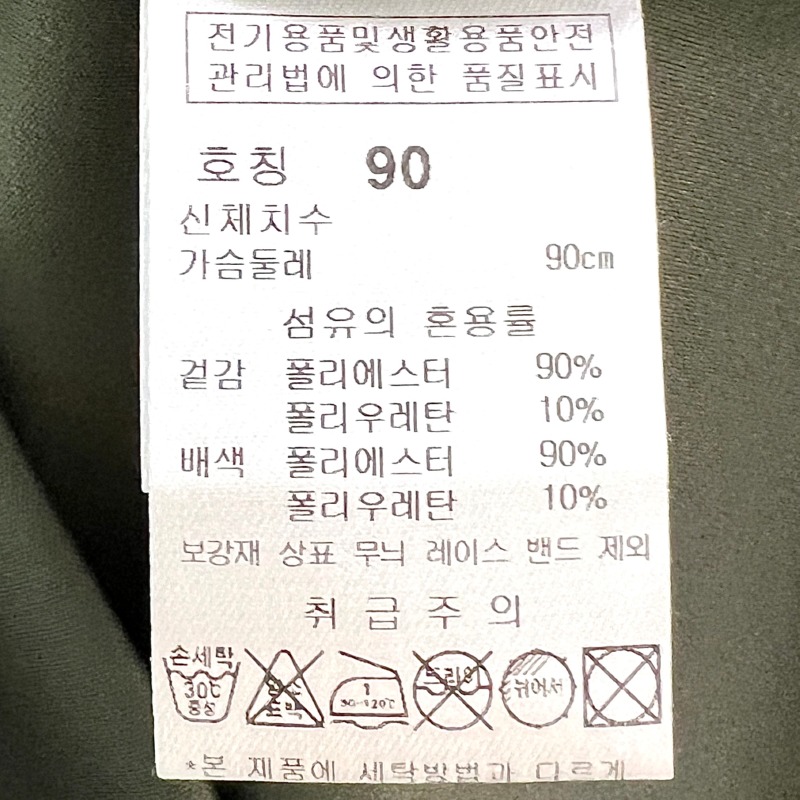 전기용품및생활용품안전
관리법에 의한 품질표시
호칭 90
신체치수
가슴둘레 90cm
섬유의 혼용률
겉감 폴리에스터 90%
폴리우레탄 10%
배색 폴리에스터 90%
폴리우레탄 10%
보강재 상표 무늬 레이스 밴드 제외
취급주의
손세탁
30℃
중성
염소
표백
1
드라이
뉘어서
*본 제품에 세탁방법과 다르게